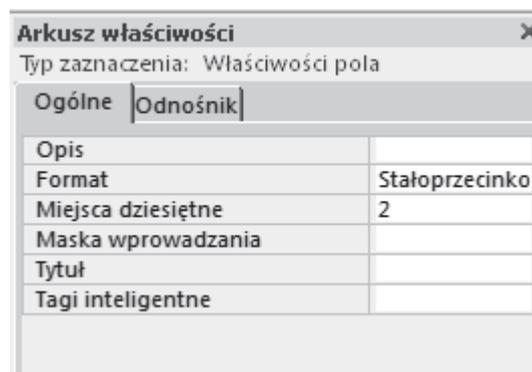 Arkusz właściwości
Typ zaznaczenia: Właściwości pola
Ogólne Odnośnik
Opis
Format Stałoprzecinko
Miejsca dziesiętne 2
Maska wprowadzania
Tytuł
Tagi inteligentne